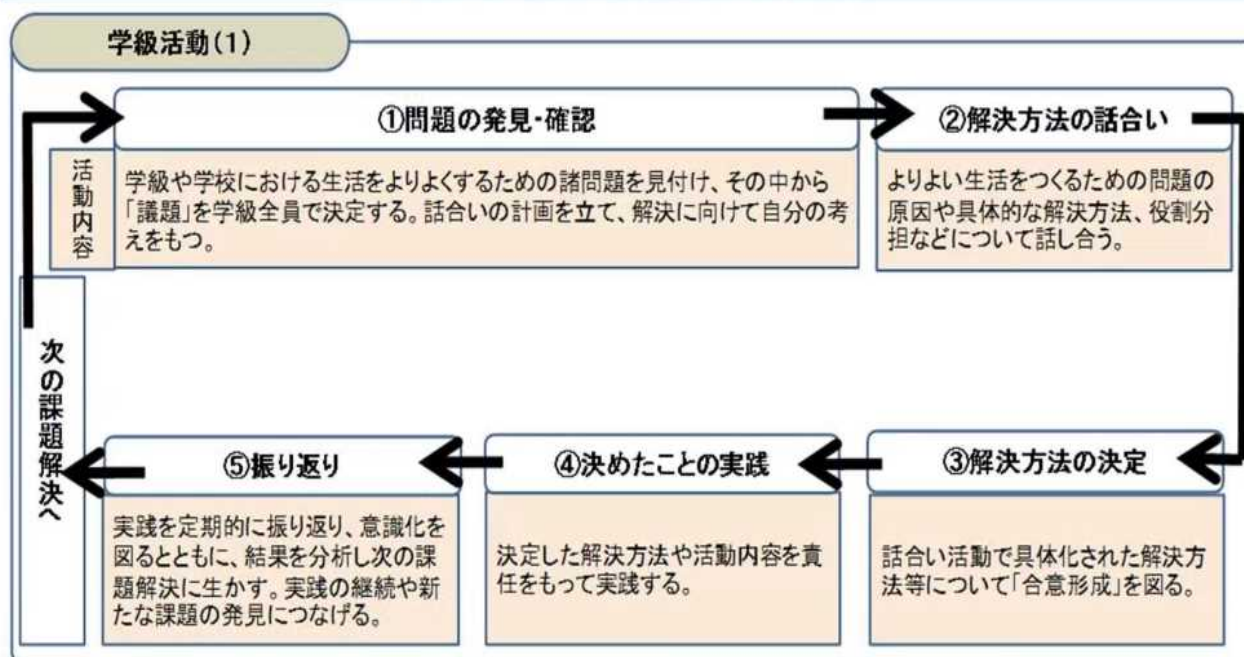 学級活動(1)
①問題の発見・確認
②解決方法の話合い
活動内容
学級や学校における生活をよりよくするための諸問題を見付け、その中から
「議題」を学級全員で決定する。話合いの計画を立て、解決に向けて自分の考
えをもつ。
よりよい生活をつくるための問題の
原因や具体的な解決方法、役割分
担などについて話し合う。
③解決方法の決定
話合い活動で具体化された解決方
法等について「合意形成」を図る。
④決めたことの実践
決定した解決方法や活動内容を責
任をもって実践する。
⑤振り返り
実践を定期的に振り返り、意識化を
図るとともに、結果を分析し次の課
題解決に生かす。実践の継続や新
たな課題の発見につなげる。
次の課題解決へ